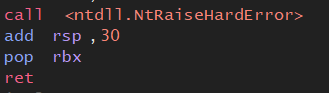 call <ntdll.NtRaiseHardError>
add rsp ,30
pop rbx
ret